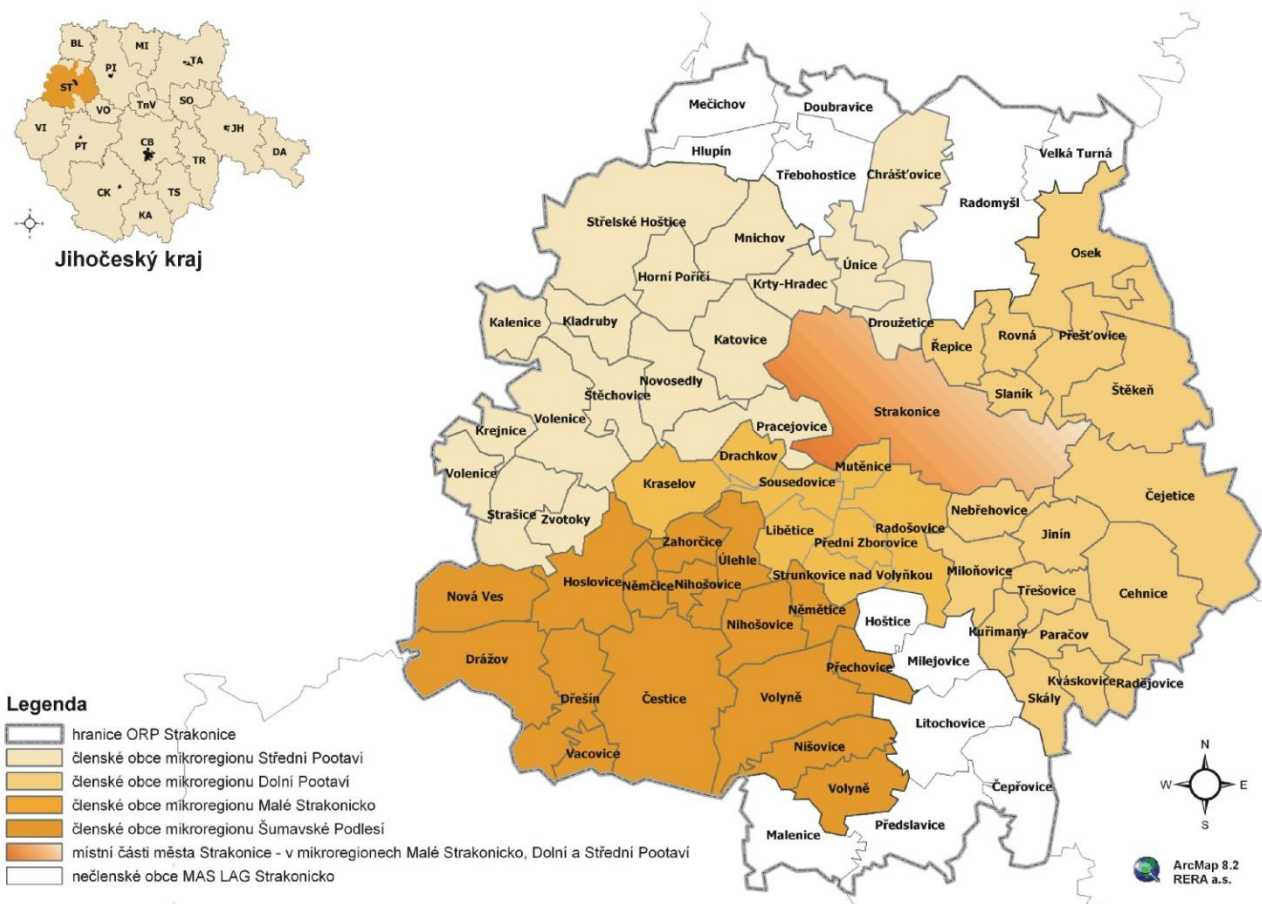 BL
MI
PI
TA
ST
VO
TnV
SO
VI
PT
CB
JH
DA
TR
CK
TS
KA
Jihočeský kraj
Mečichov
Doubravice
Hlupín
Třebohostice
Chrášťovice
Velká Turná
Radomyšl
Střelské Hoštice
Mnichov
Únice
Osek
Horní Poříčí
Krty-Hradec
Kalenice
Kladruby
Katovice
Droužetice
Řepice
Rovná
Přešťovice
Novosedly
Štěchovice
Slaník
Štěkeň
Volenice
Strakonice
Krejnice
Pracejovice
Drachkov
Mutěnice
Volenice
Kraselov
Sousedovice
Čejetice
Strašice
Zvotoky
Nebřehovice
Libětice
Radošovice
Jinín
Zahorčice
Přední Zborovice
Úlehle
Hoslovice
Němčice
Nihošovice
Strunkovice nad Volyňkou
Miloňovice
Třešovice
Cehnice
Nová Ves
Němětice
Hoštice
Nihošovice
Kuřimany
Paračov
Drážov
Přechovice
Milejovice
Dřešín
Čestice
Volyně
Skály
Kváskovice
Radějovice
Litochovice
Vacovice
Nišovice
Volyně
Čepřovice
Malenice
Předslavice
Legenda
hranice ORP Strakonice
členské obce mikroregionu Střední Pootaví
členské obce mikroregionu Dolní Pootaví
členské obce mikroregionu Malé Strakonicko
členské obce mikroregionu Šumavské Podlesí
místní části města Strakonice - v mikroregionech Malé Strakonicko, Dolní a Střední Pootaví
nečlenské obce MAS LAG Strakonicko
N
W
E
S
ArcMap 8.2
RERA a.s.